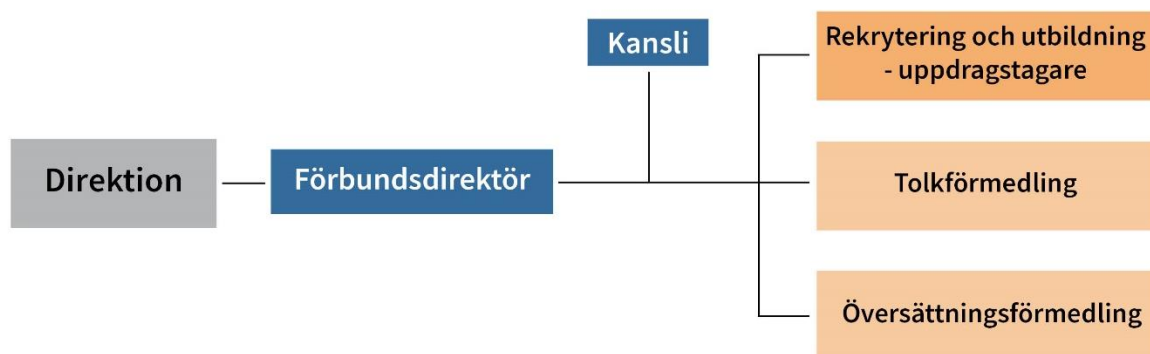 Kansli
Rekrytering och utbildning
- uppdragstagare
Direktion
Förbundsdirektör
Tolkförmedling
Översättningsförmedling